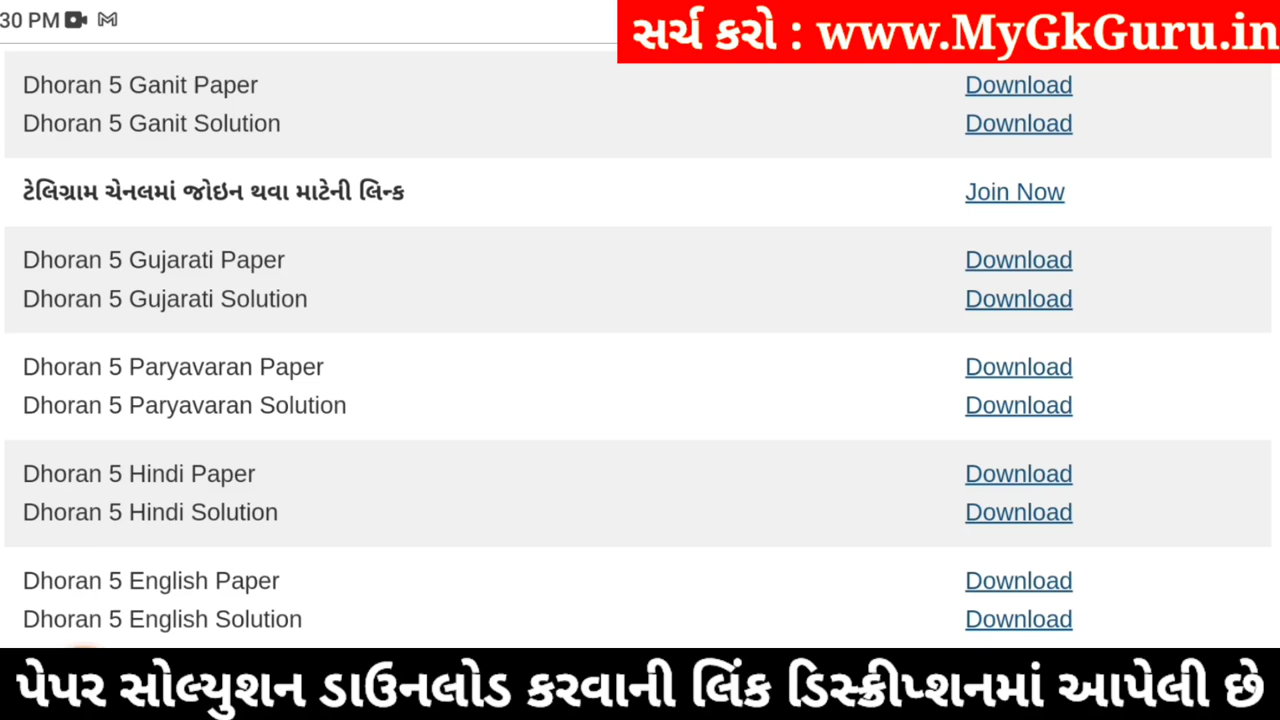 30 PM
સર્ચ કરો : www.MyGkGuru.in
Dhoran 5 Ganit Paper Download
Dhoran 5 Ganit Solution Download
ટેલિગ્રામ ચેનલમાં જોઇન થવા માટેની લિન્ક Join Now
Dhoran 5 Gujarati Paper Download
Dhoran 5 Gujarati Solution Download
Dhoran 5 Paryavaran Paper Download
Dhoran 5 Paryavaran Solution Download
Dhoran 5 Hindi Paper Download
Dhoran 5 Hindi Solution Download
Dhoran 5 English Paper Download
Dhoran 5 English Solution Download
પેપર સોલ્યુશન ડાઉનલોડ કરવાની લિંક ડિસ્ક્રીપ્શનમાં આપેલી છે